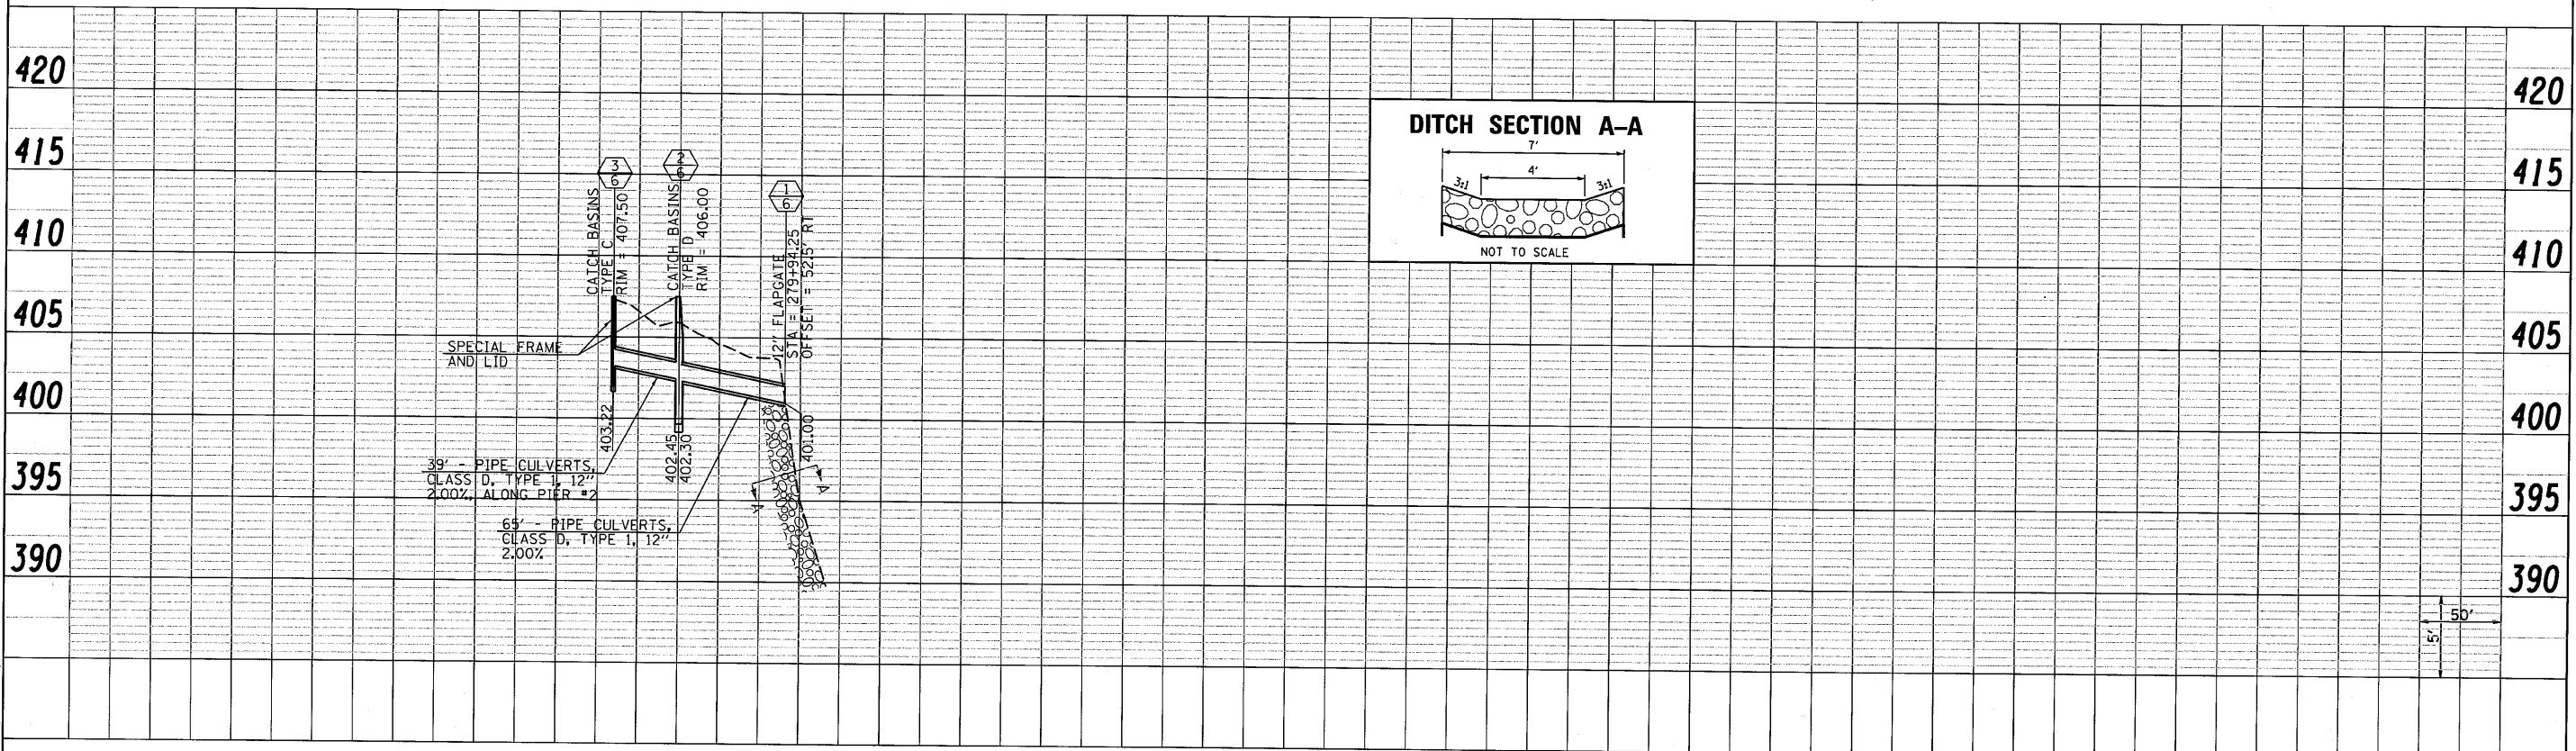 420
415
410
405
400
395
390
CATCH BASINS
TYPE C
RIM = 407.50
3
6
CATCH BASINS
TYPE D
RIM = 406.00
2
6
12" FLAPGATE
STA = 279+94.25
OFFSET = 52.5' RT
1
6
SPECIAL FRAME
AND LID
403.22
402.45
402.30
401.00
39' - PIPE CULVERTS,
CLASS D, TYPE 1, 12"
2.00%, ALONG PIER #2
65' - PIPE CULVERTS,
CLASS D, TYPE 1, 12"
2.00%
A
A
DITCH SECTION A-A
7'
4'
3:1
3:1
NOT TO SCALE
420
415
410
405
400
395
390
50'
5'